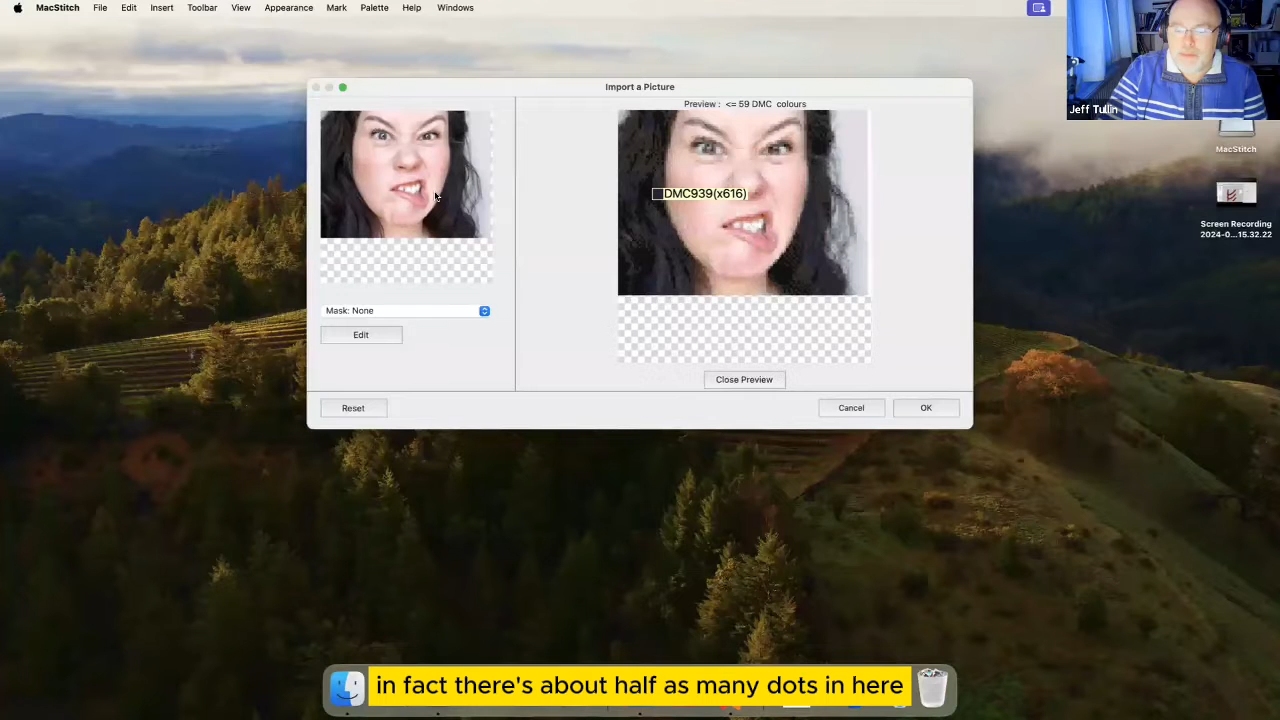 MacStitch File Edit Insert Toolbar View Appearance Mark Palette Help Windows
Jeff Tullin
Import a Picture
Preview : <= 59 DMC colours
DMC939(x616)
MacStitch
Screen Recording
2024-0...15.32.22
Mask: None
Edit
Close Preview
Reset
Cancel
OK
in fact there's about half as many dots in here